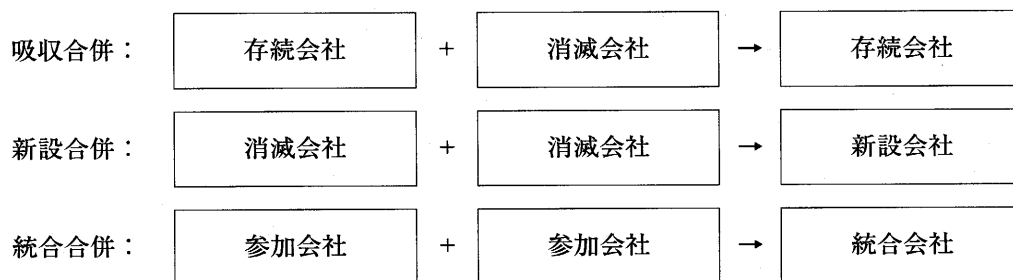 吸収合併： 存続会社 + 消滅会社 → 存続会社
新設合併： 消滅会社 + 消滅会社 → 新設会社
統合合併： 参加会社 + 参加会社 → 統合会社